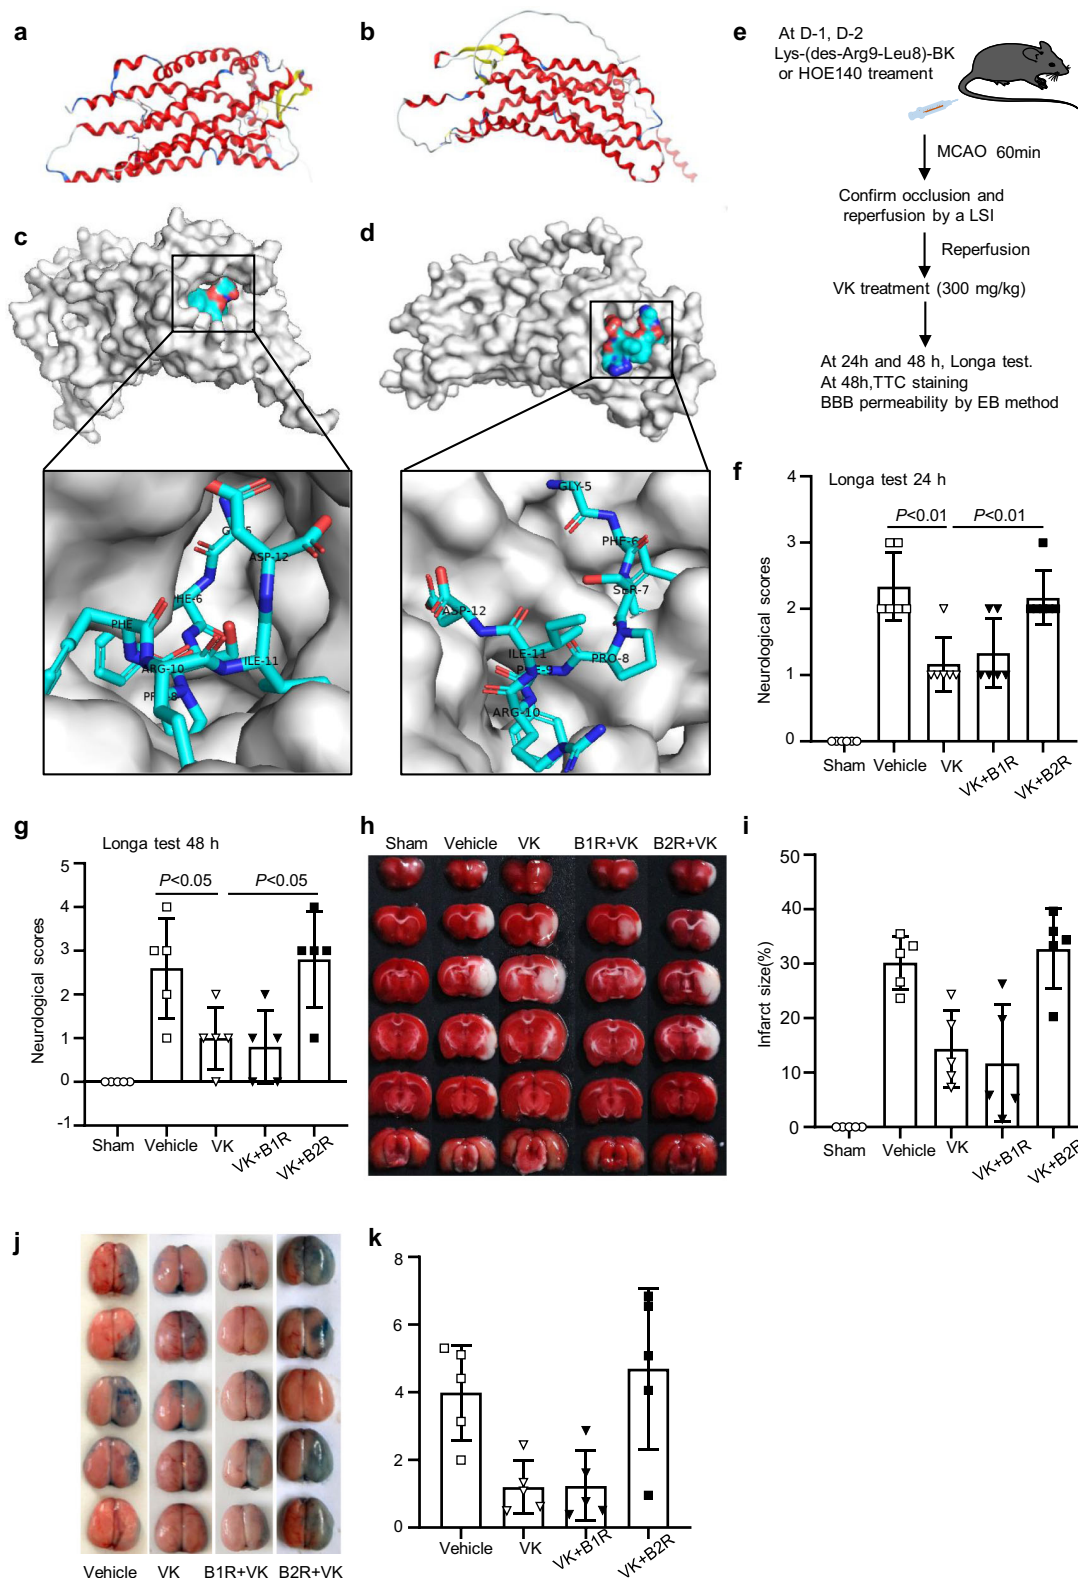 a
b
e
At D-1, D-2
Lys-(des-Arg9-Leu8)-BK
or HOE140 treament
MCAO 60min
Confirm occlusion and
reperfusion by a LSI
Reperfusion
VK treatment (300 mg/kg)
At 24h and 48 h, Longa test.
At 48h,TTC staining
BBB permeability by EB method
c
d
ASP-12
HE-6
PHE
ARG-10
ILE-11
GLY-5
PHE-6
SER-7
ASP-12
ILE-11
PRO-8
PHE-9
ARG-10
f
Longa test 24 h
P<0.01
P<0.01
Neurological scores
4
3
2
1
0
Sham
Vehicle
VK
VK+B1R
VK+B2R
g
Longa test 48 h
P<0.05
P<0.05
Neurological scores
5
4
3
2
1
0
-1
Sham
Vehicle
VK
VK+B1R
VK+B2R
h
Sham
Vehicle
VK
B1R+VK
B2R+VK
i
Infarct size(%)
50
40
30
20
10
0
Sham
Vehicle
VK
VK+B1R
VK+B2R
j
Vehicle
VK
B1R+VK
B2R+VK
k
8
6
4
2
0
Vehicle
VK
VK+B1R
VK+B2R